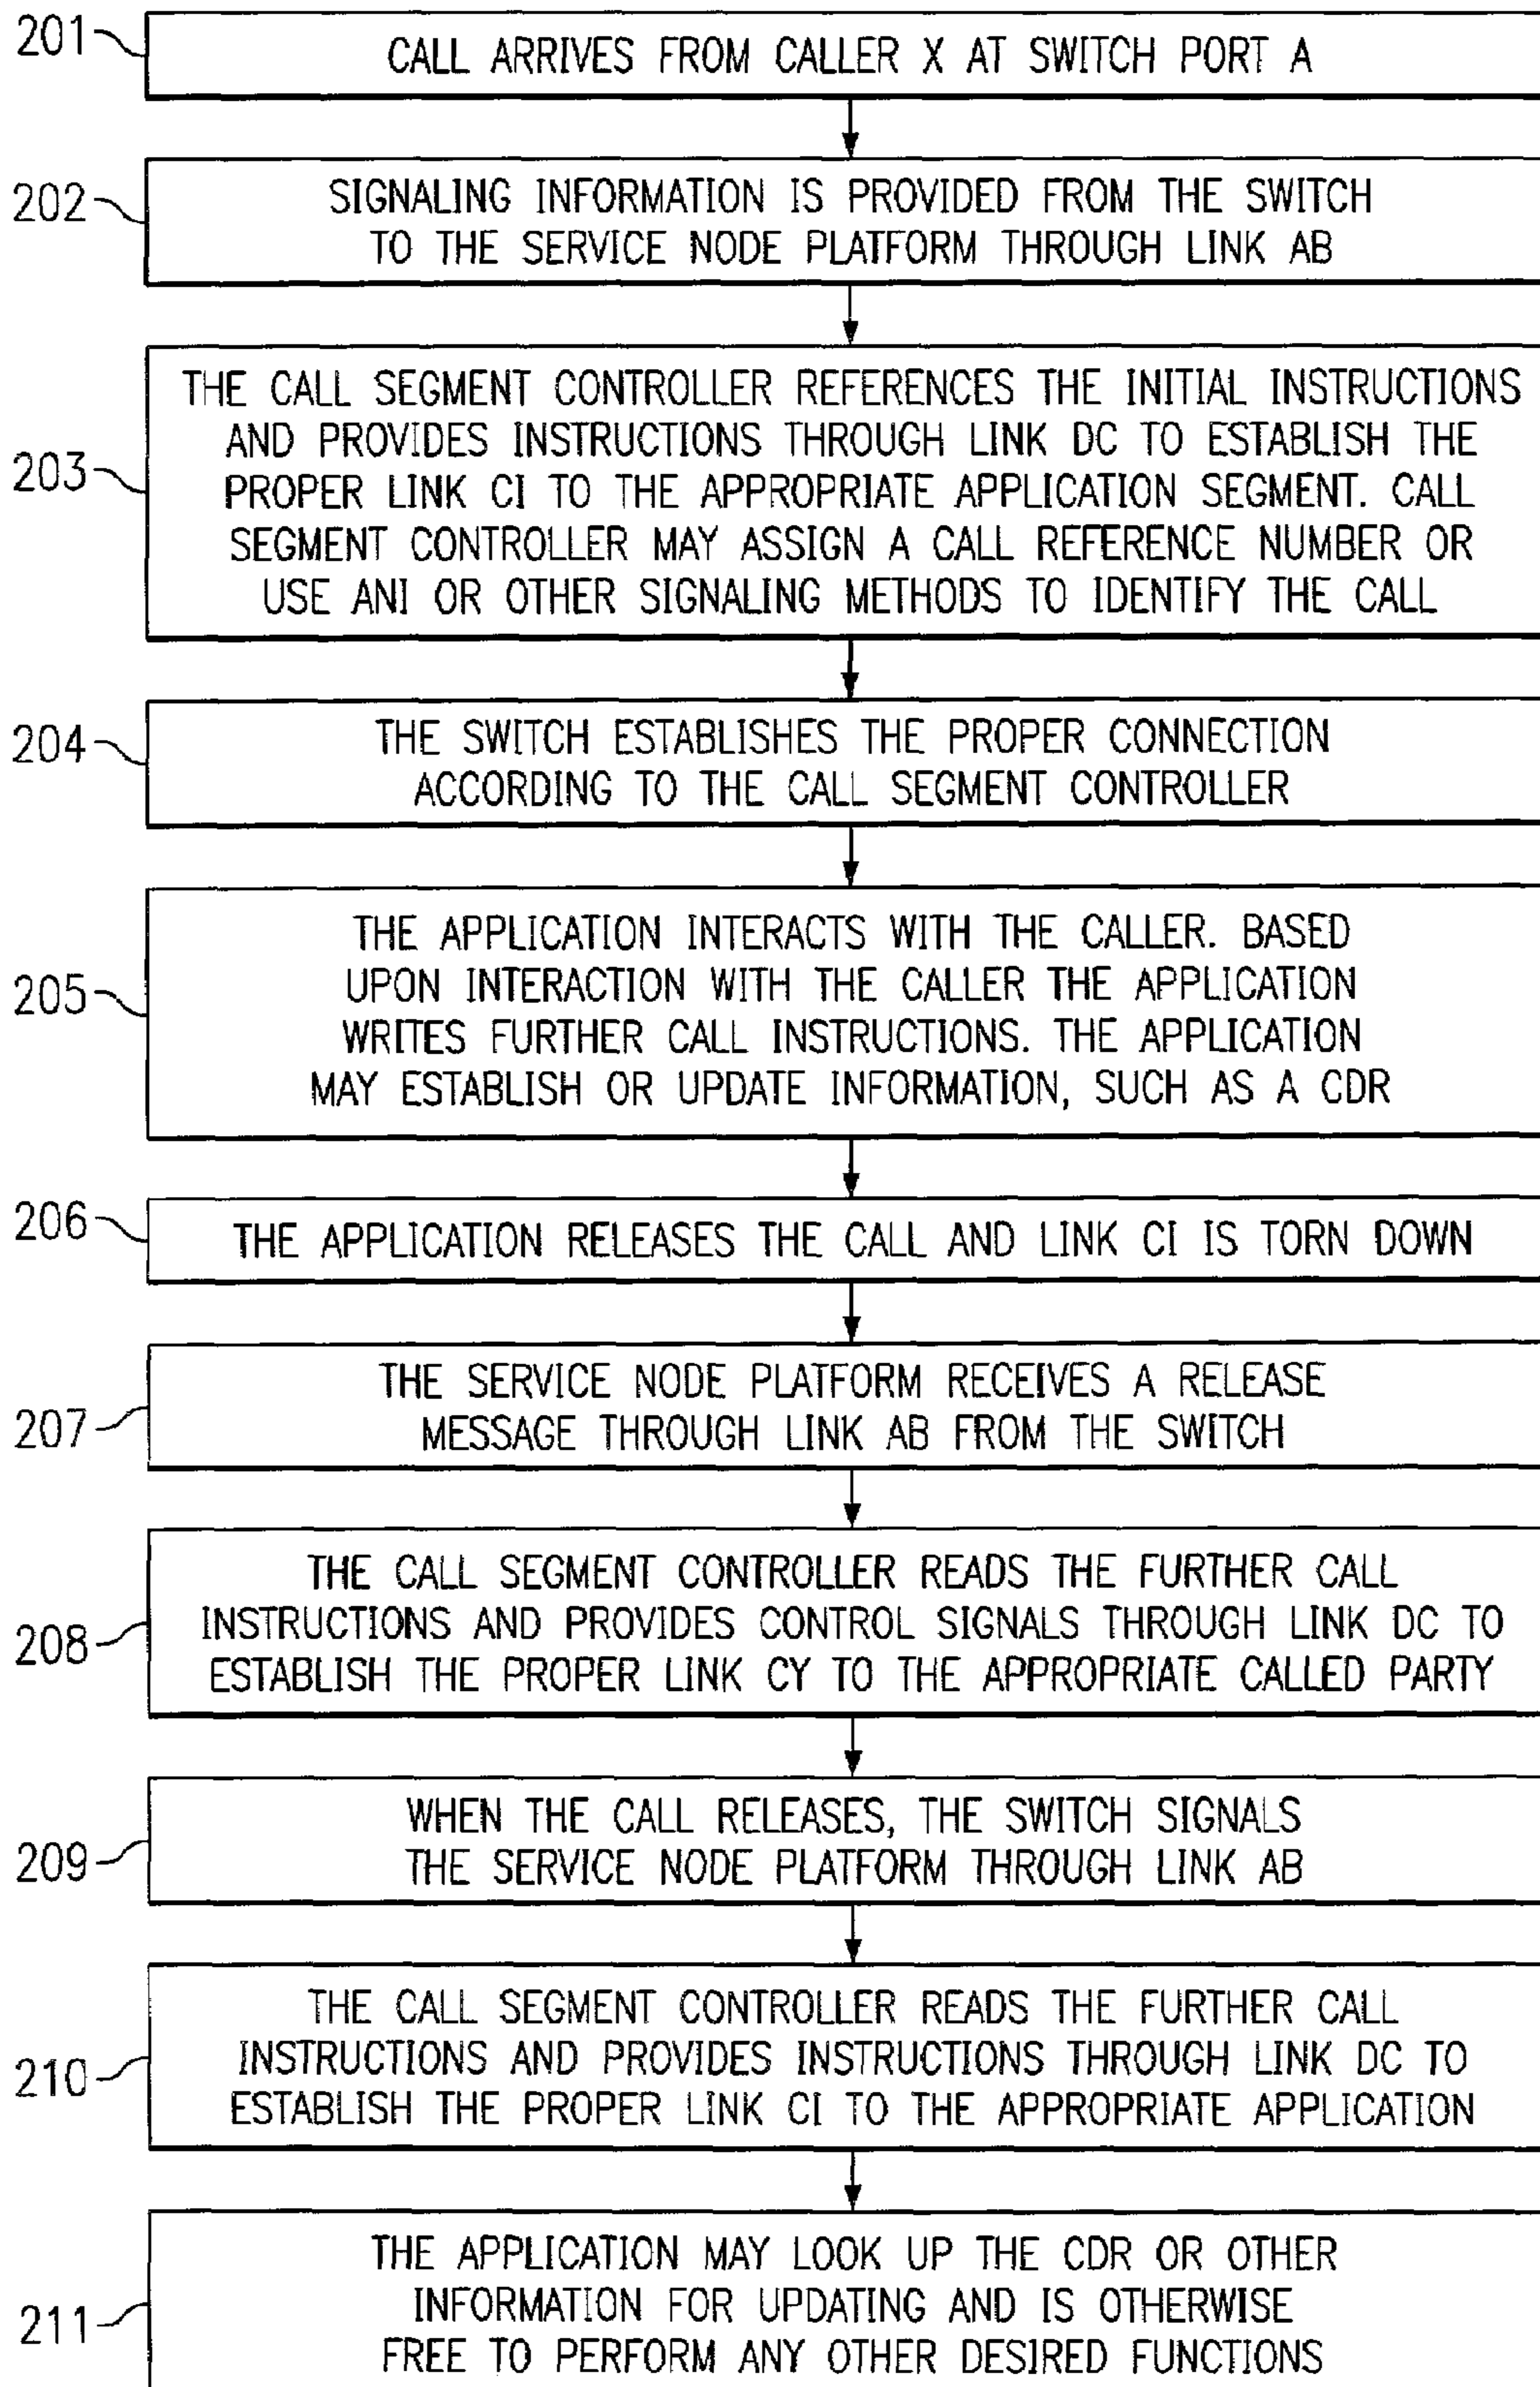 201
CALL ARRIVES FROM CALLER X AT SWITCH PORT A
202
SIGNALING INFORMATION IS PROVIDED FROM THE SWITCH
TO THE SERVICE NODE PLATFORM THROUGH LINK AB
203
THE CALL SEGMENT CONTROLLER REFERENCES THE INITIAL INSTRUCTIONS
AND PROVIDES INSTRUCTIONS THROUGH LINK DC TO ESTABLISH THE
PROPER LINK CI TO THE APPROPRIATE APPLICATION SEGMENT. CALL
SEGMENT CONTROLLER MAY ASSIGN A CALL REFERENCE NUMBER OR
USE ANI OR OTHER SIGNALING METHODS TO IDENTIFY THE CALL
204
THE SWITCH ESTABLISHES THE PROPER CONNECTION
ACCORDING TO THE CALL SEGMENT CONTROLLER
205
THE APPLICATION INTERACTS WITH THE CALLER. BASED
UPON INTERACTION WITH THE CALLER THE APPLICATION
WRITES FURTHER CALL INSTRUCTIONS. THE APPLICATION
MAY ESTABLISH OR UPDATE INFORMATION, SUCH AS A CDR
206
THE APPLICATION RELEASES THE CALL AND LINK CI IS TORN DOWN
207
THE SERVICE NODE PLATFORM RECEIVES A RELEASE
MESSAGE THROUGH LINK AB FROM THE SWITCH
208
THE CALL SEGMENT CONTROLLER READS THE FURTHER CALL
INSTRUCTIONS AND PROVIDES CONTROL SIGNALS THROUGH LINK DC TO
ESTABLISH THE PROPER LINK CY TO THE APPROPRIATE CALLED PARTY
209
WHEN THE CALL RELEASES, THE SWITCH SIGNALS
THE SERVICE NODE PLATFORM THROUGH LINK AB
210
THE CALL SEGMENT CONTROLLER READS THE FURTHER CALL
INSTRUCTIONS AND PROVIDES INSTRUCTIONS THROUGH LINK DC TO
ESTABLISH THE PROPER LINK CI TO THE APPROPRIATE APPLICATION
211
THE APPLICATION MAY LOOK UP THE CDR OR OTHER
INFORMATION FOR UPDATING AND IS OTHERWISE
FREE TO PERFORM ANY OTHER DESIRED FUNCTIONS